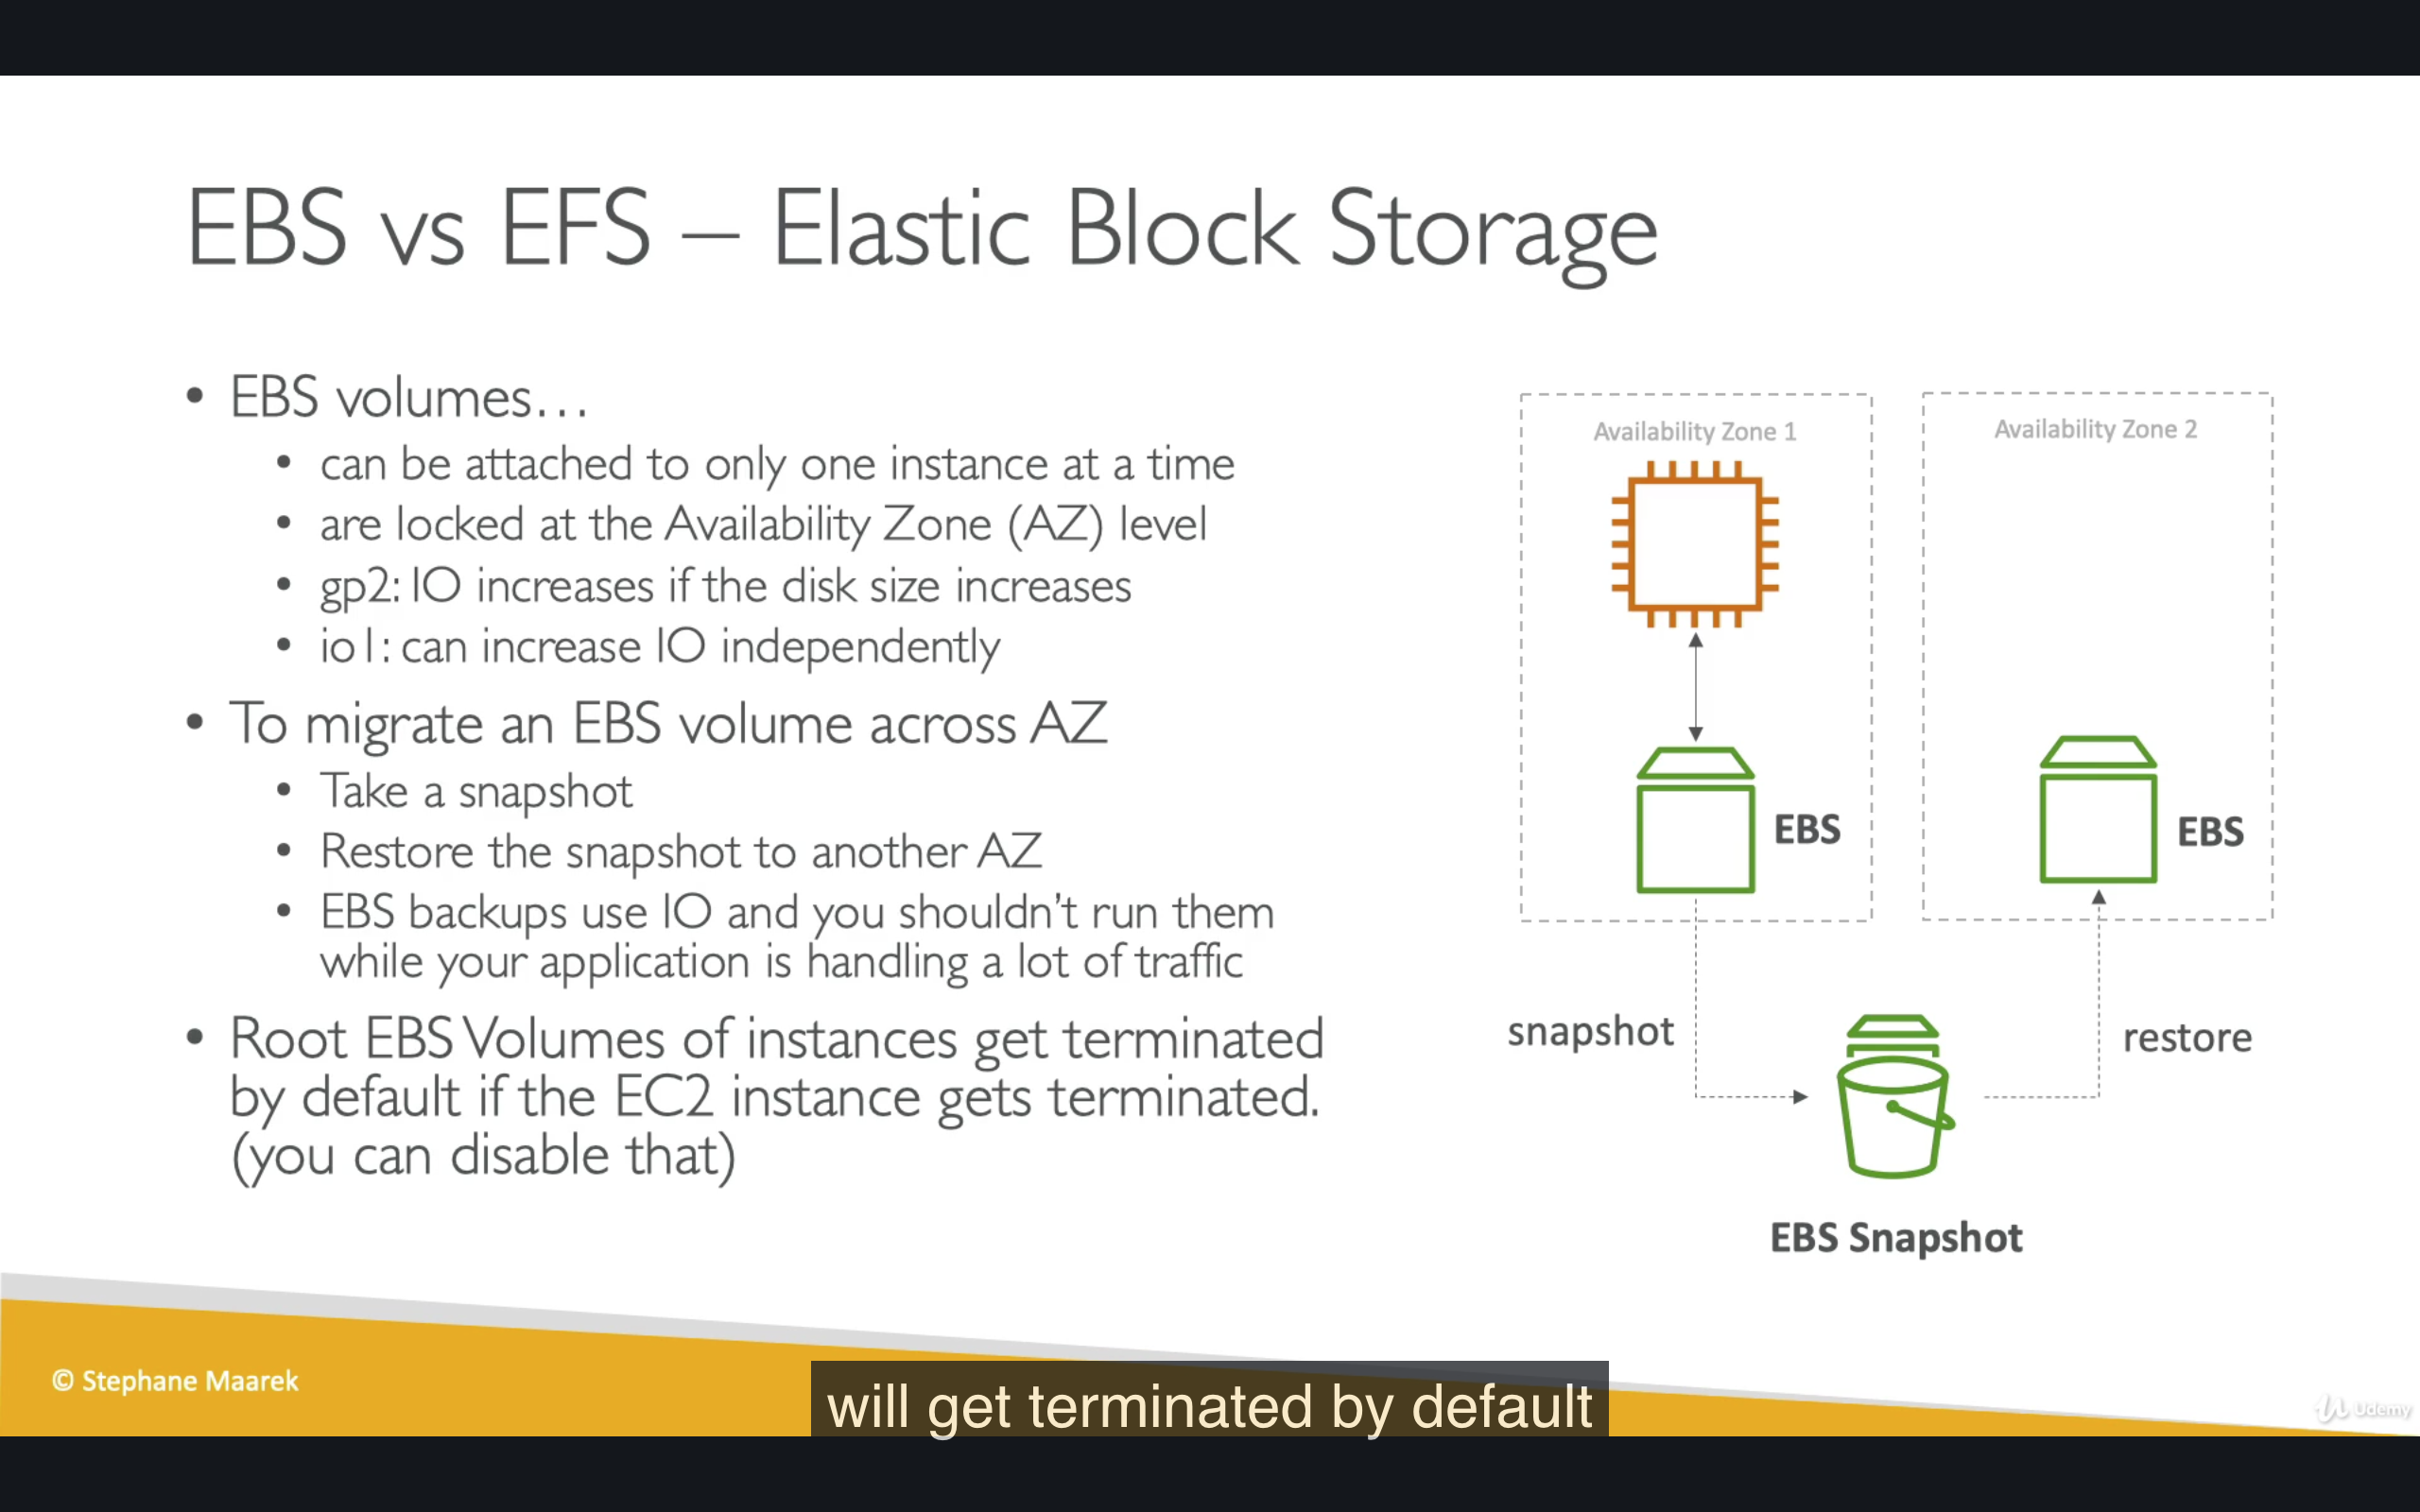 EBS vs EFS – Elastic Block Storage
• EBS volumes…
• can be attached to only one instance at a time
• are locked at the Availability Zone (AZ) level
• gp2: IO increases if the disk size increases
• io1: can increase IO independently
• To migrate an EBS volume across AZ
• Take a snapshot
• Restore the snapshot to another AZ
• EBS backups use IO and you shouldn’t run them
while your application is handling a lot of traffic
• Root EBS Volumes of instances get terminated
by default if the EC2 instance gets terminated.
(you can disable that)
Availability Zone 1
Availability Zone 2
EBS
EBS
snapshot
restore
EBS Snapshot
© Stephane Maarek
will get terminated by default
Udemy